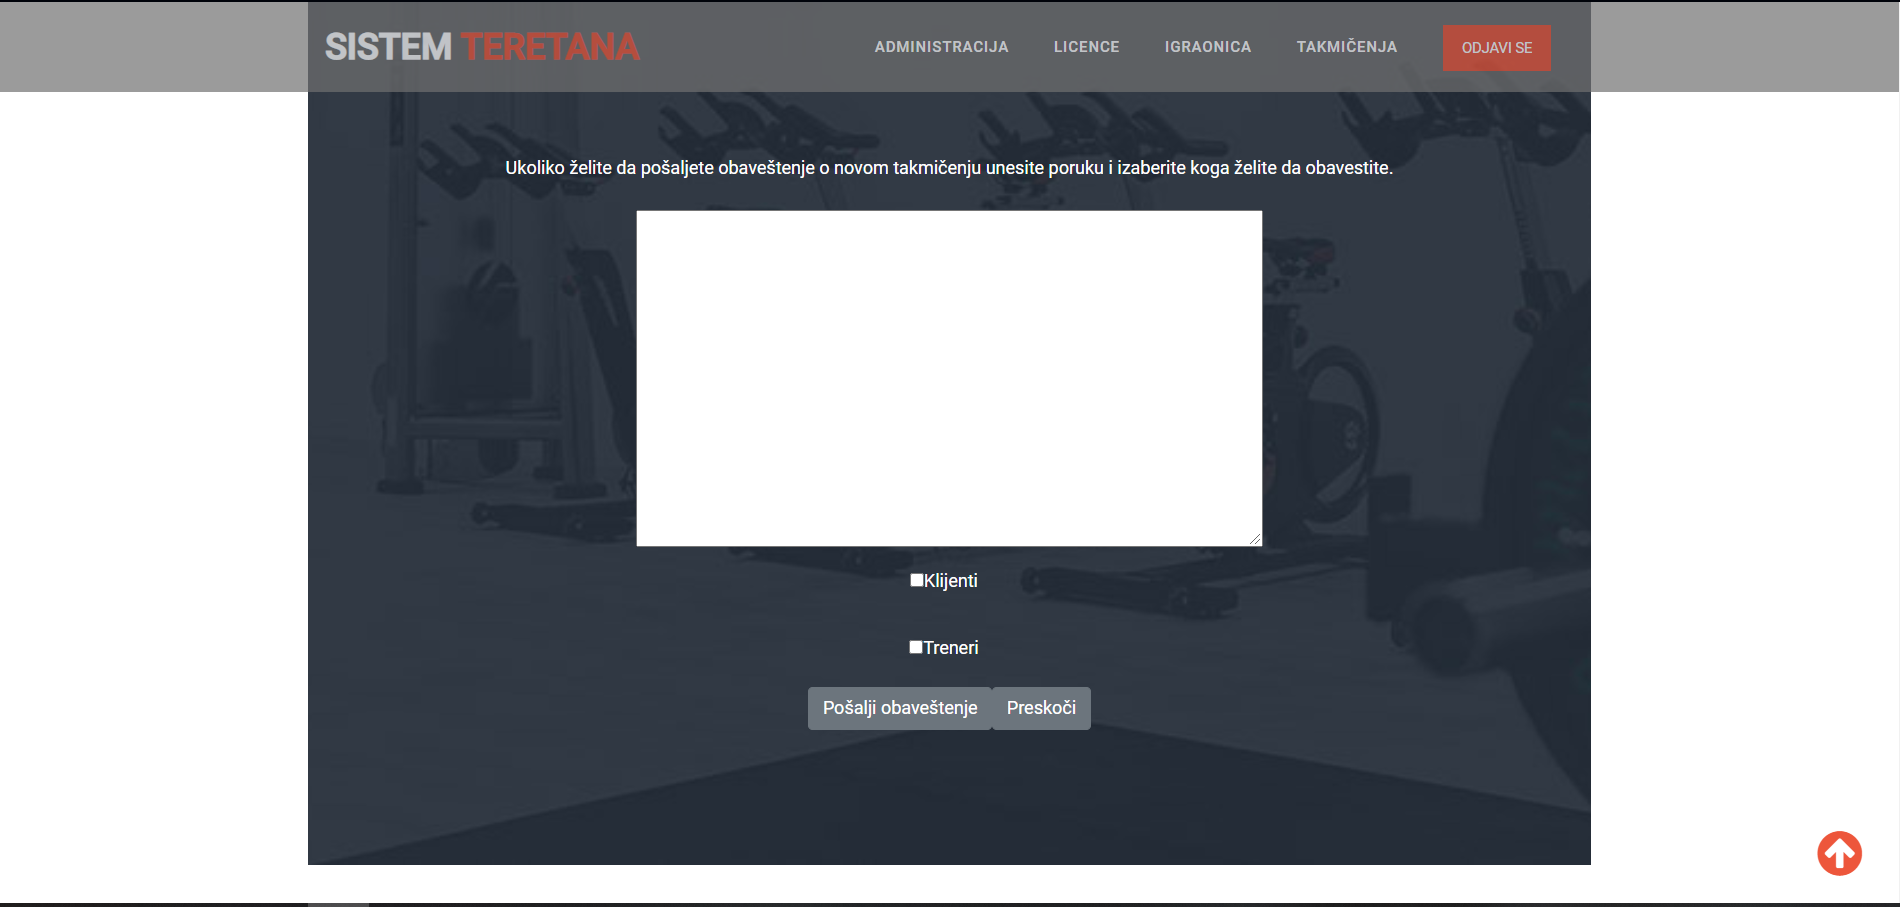 SISTEM TERETANA
ADMINISTRACIJA LICENCE IGRAONICA TAKMIČENJA ODJAVI SE
Ukoliko želite da pošaljete obaveštenje o novom takmičenju unesite poruku i izaberite koga želite da obavestite.
Klijenti
Treneri
Pošalji obaveštenje Preskoči